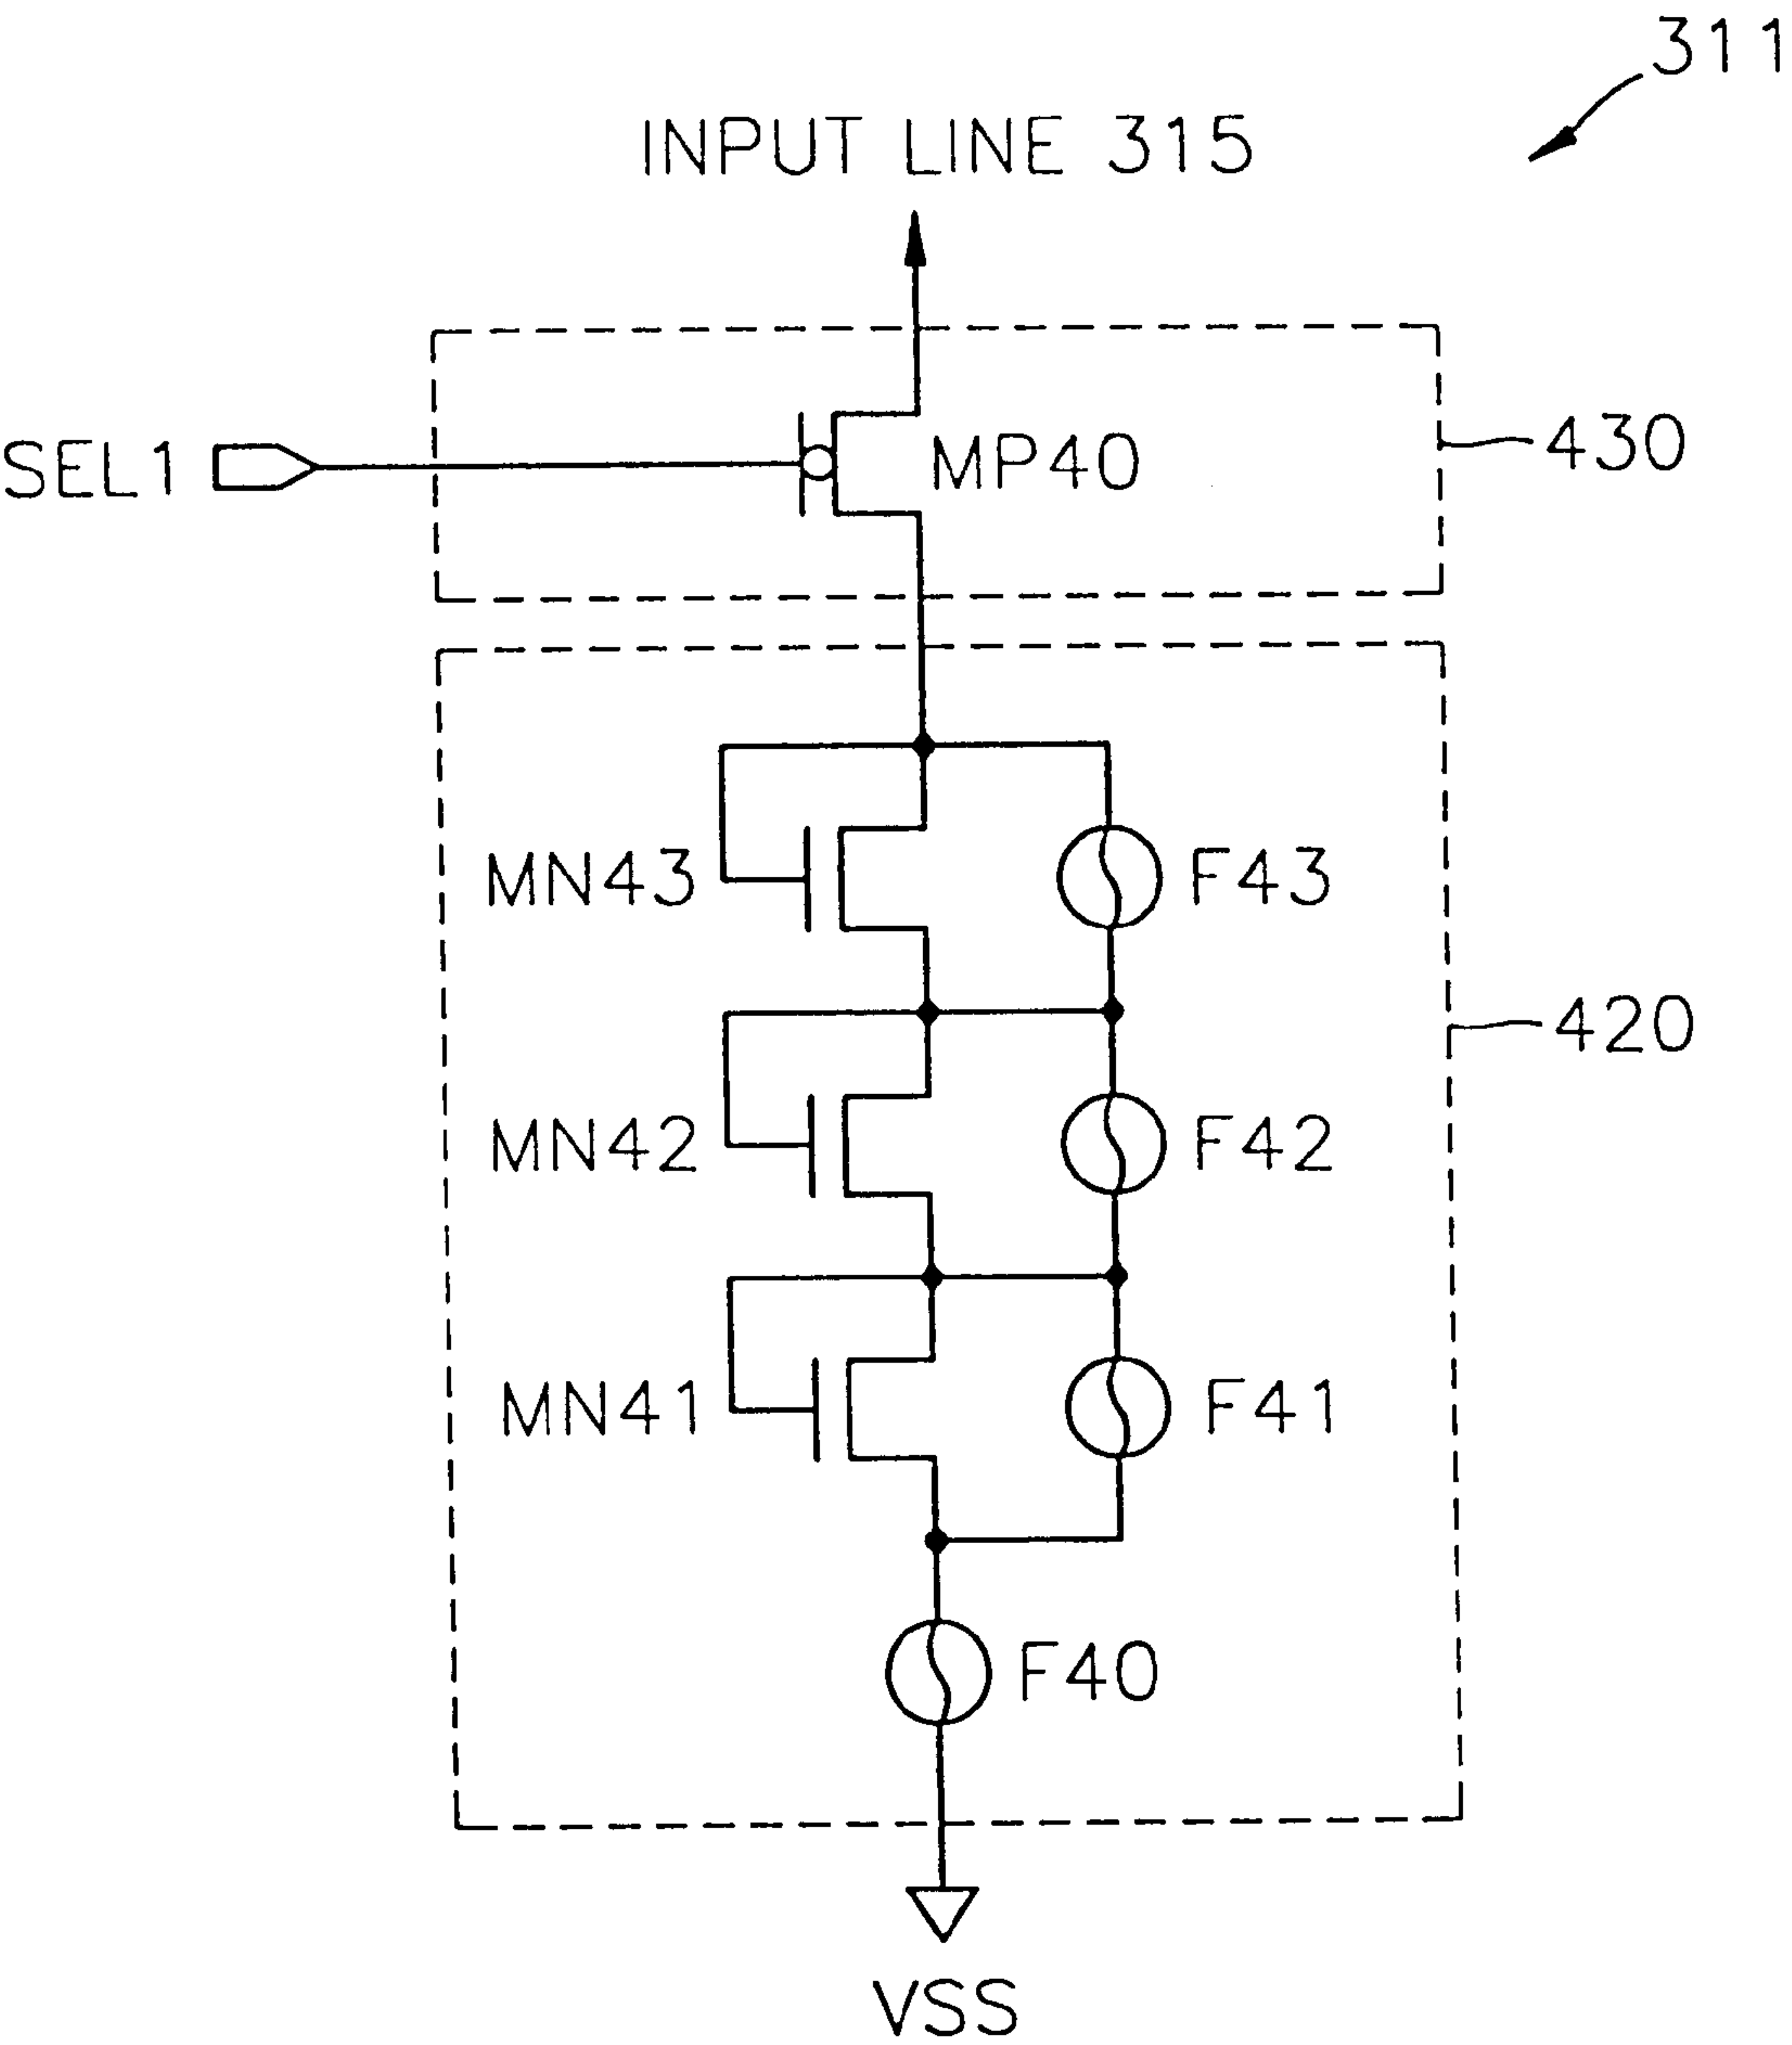 311
INPUT LINE 315
SEL1
MP40
430
MN43
F43
420
MN42
F42
MN41
F41
F40
VSS